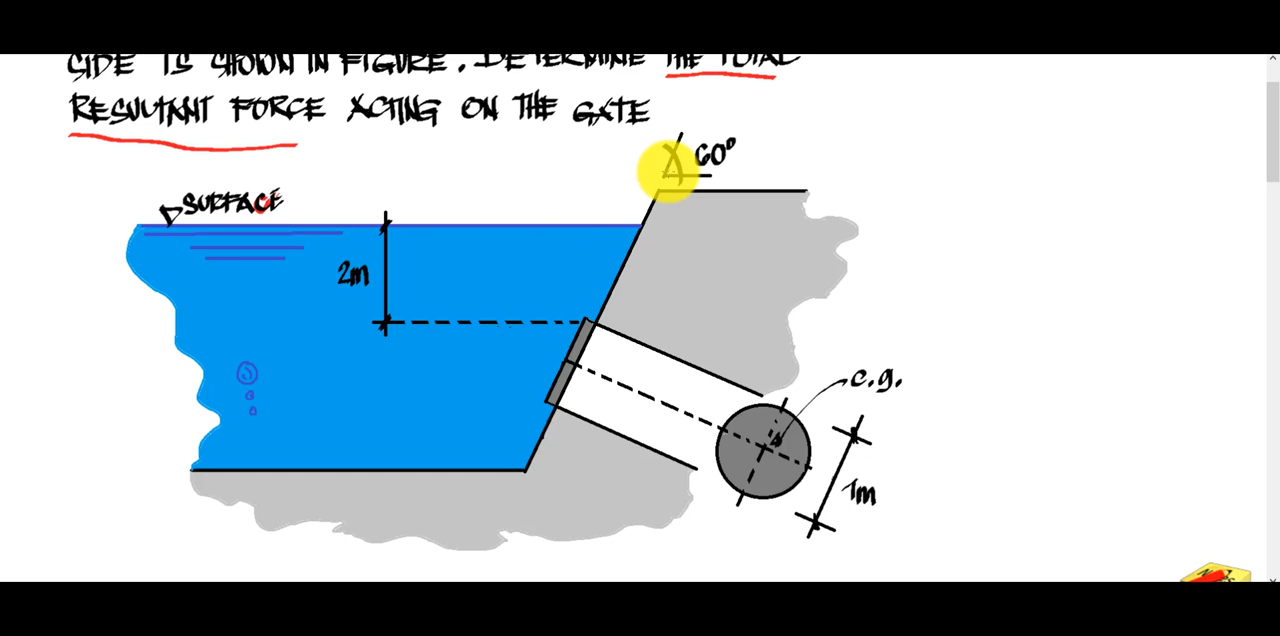 SIDE IS SHOWN IN FIGURE. DETERMINE THE TOTAL
RESULTANT FORCE ACTING ON THE GATE
60°
SURFACE
2m
c.g.
1m